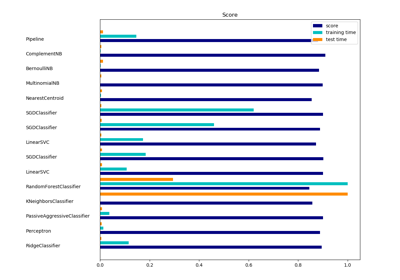 Score
score
training time
test time
Pipeline
ComplementNB
BernoulliNB
MultinomialNB
NearestCentroid
SGDClassifier
SGDClassifier
LinearSVC
SGDClassifier
LinearSVC
RandomForestClassifier
KNeighborsClassifier
PassiveAggressiveClassifier
Perceptron
RidgeClassifier
0.0 0.2 0.4 0.6 0.8 1.0